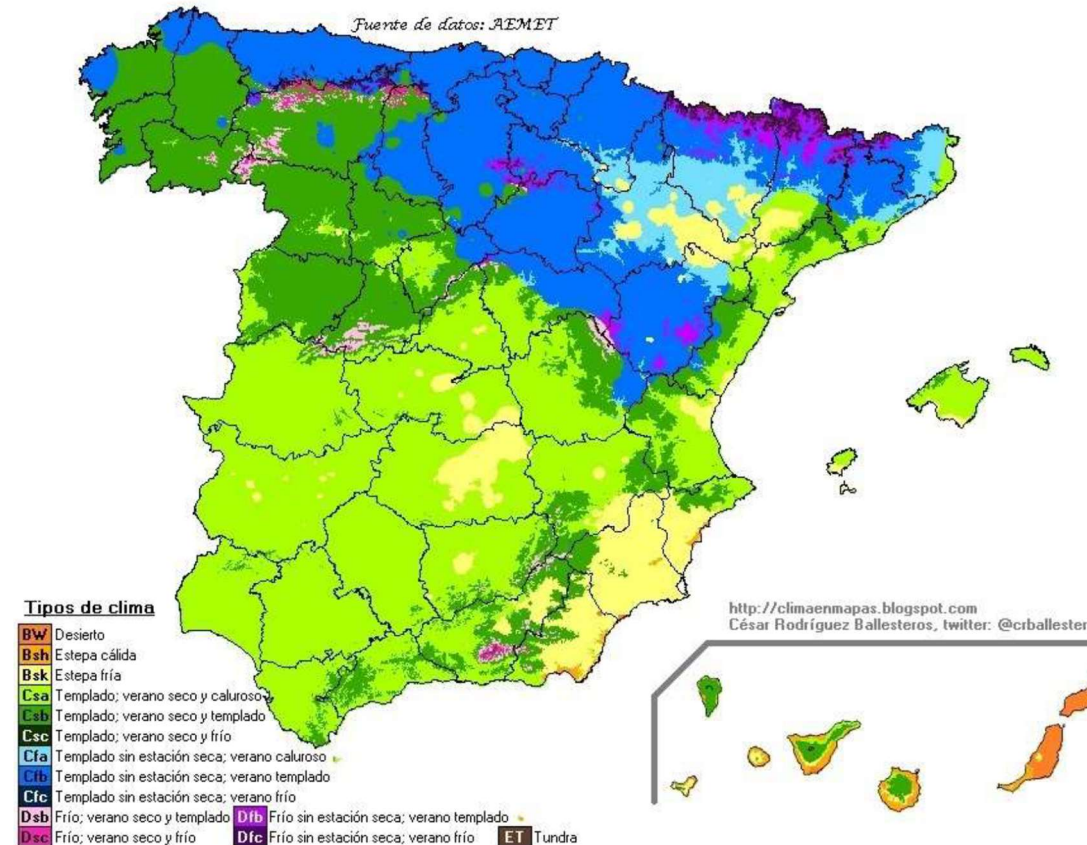 Fuente de datos: AEMET
Tipos de clima
BW Desierto
Bsh Estepa cálida
Bsk Estepa fría
Csa Templado; verano seco y caluroso
Csb Templado; verano seco y templado
Csc Templado; verano seco y frío
Cfa Templado sin estación seca; verano caluroso
Cfb Templado sin estación seca; verano templado
Cfc Templado sin estación seca; verano frío
Dsb Frío; verano seco y templado Dfb Frío sin estación seca; verano templado
Dsc Frío; verano seco y frío Dfc Frío sin estación seca; verano frío ET Tundra
http://climaenmapas.blogspot.com
César Rodríguez Ballesteros, twitter: @crballester